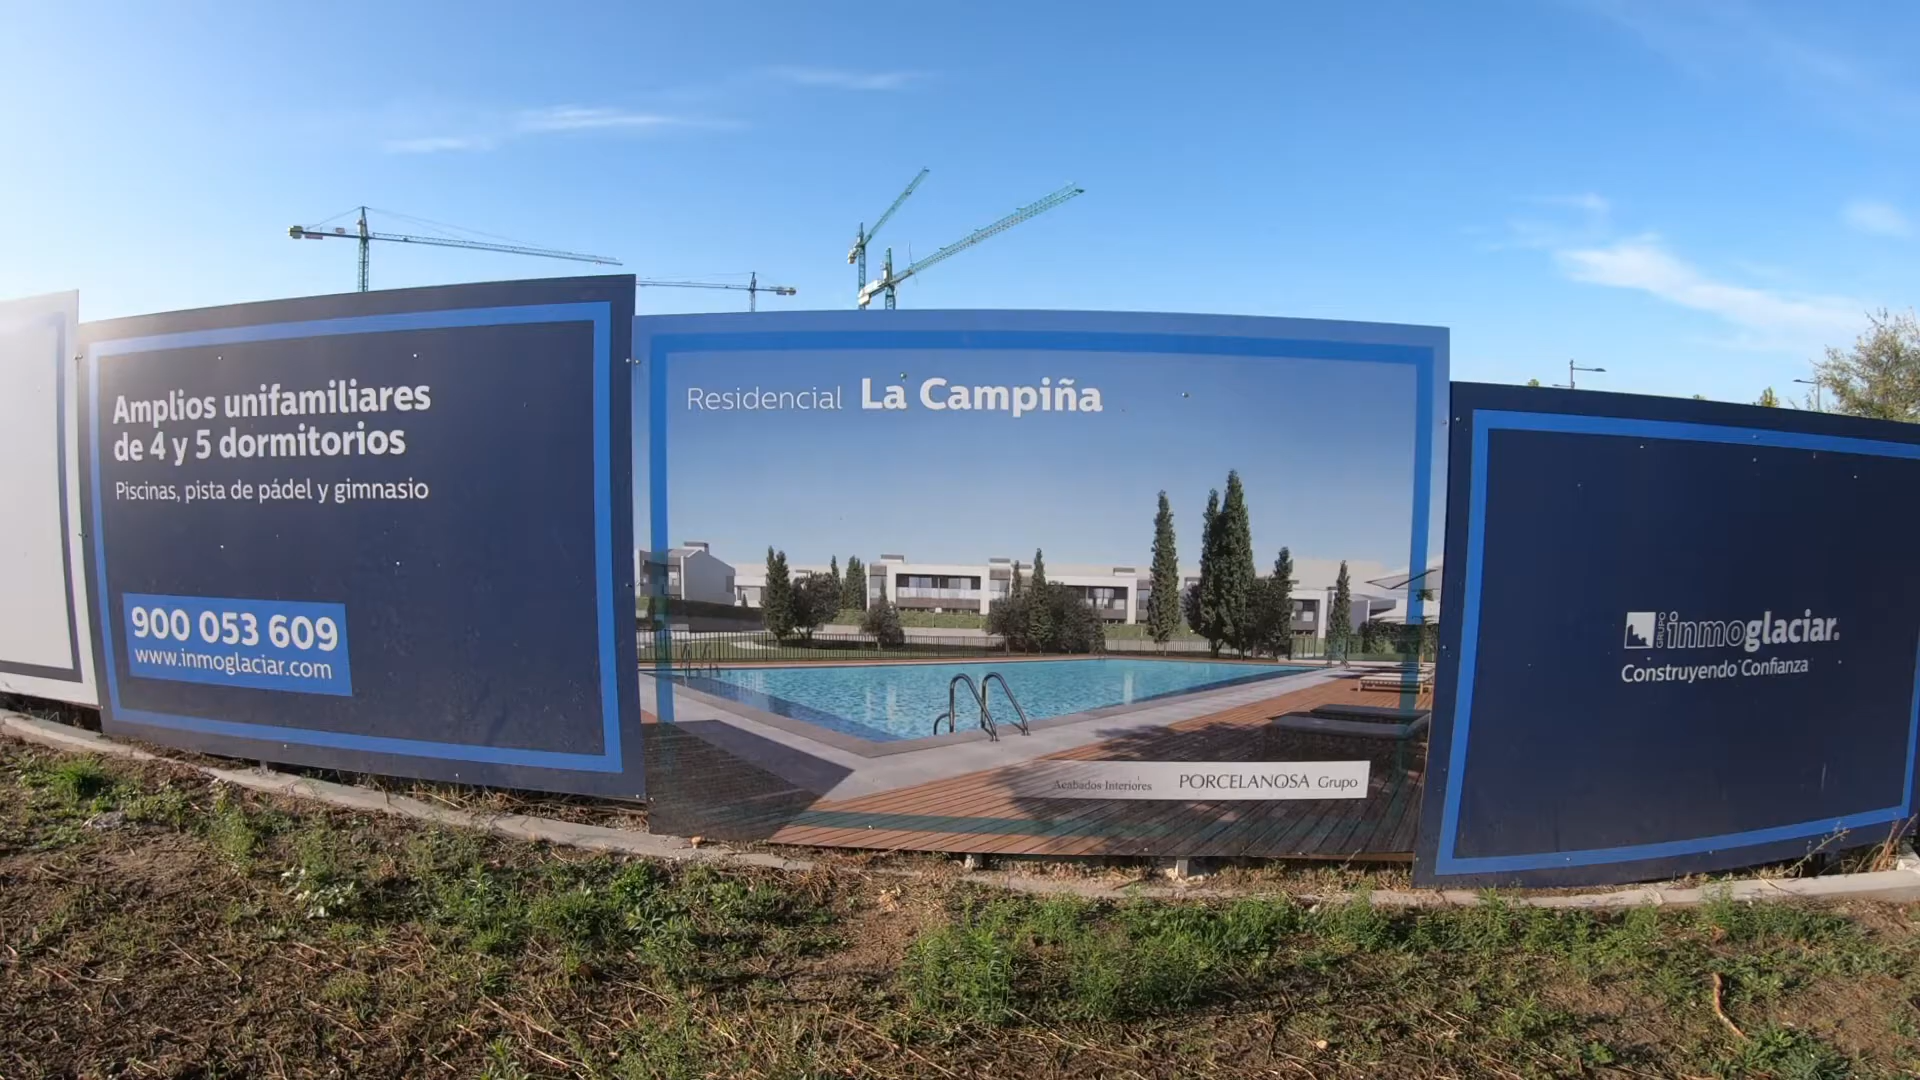 Amplios unifamiliares
de 4 y 5 dormitorios
Piscinas, pista de pádel y gimnasio
900 053 609
www.inmoglaciar.com
Residencial La Campiña
Acabados Interiores PORCELANOSA Grupo
GRUPO inmoglaciar.
Construyendo Confianza